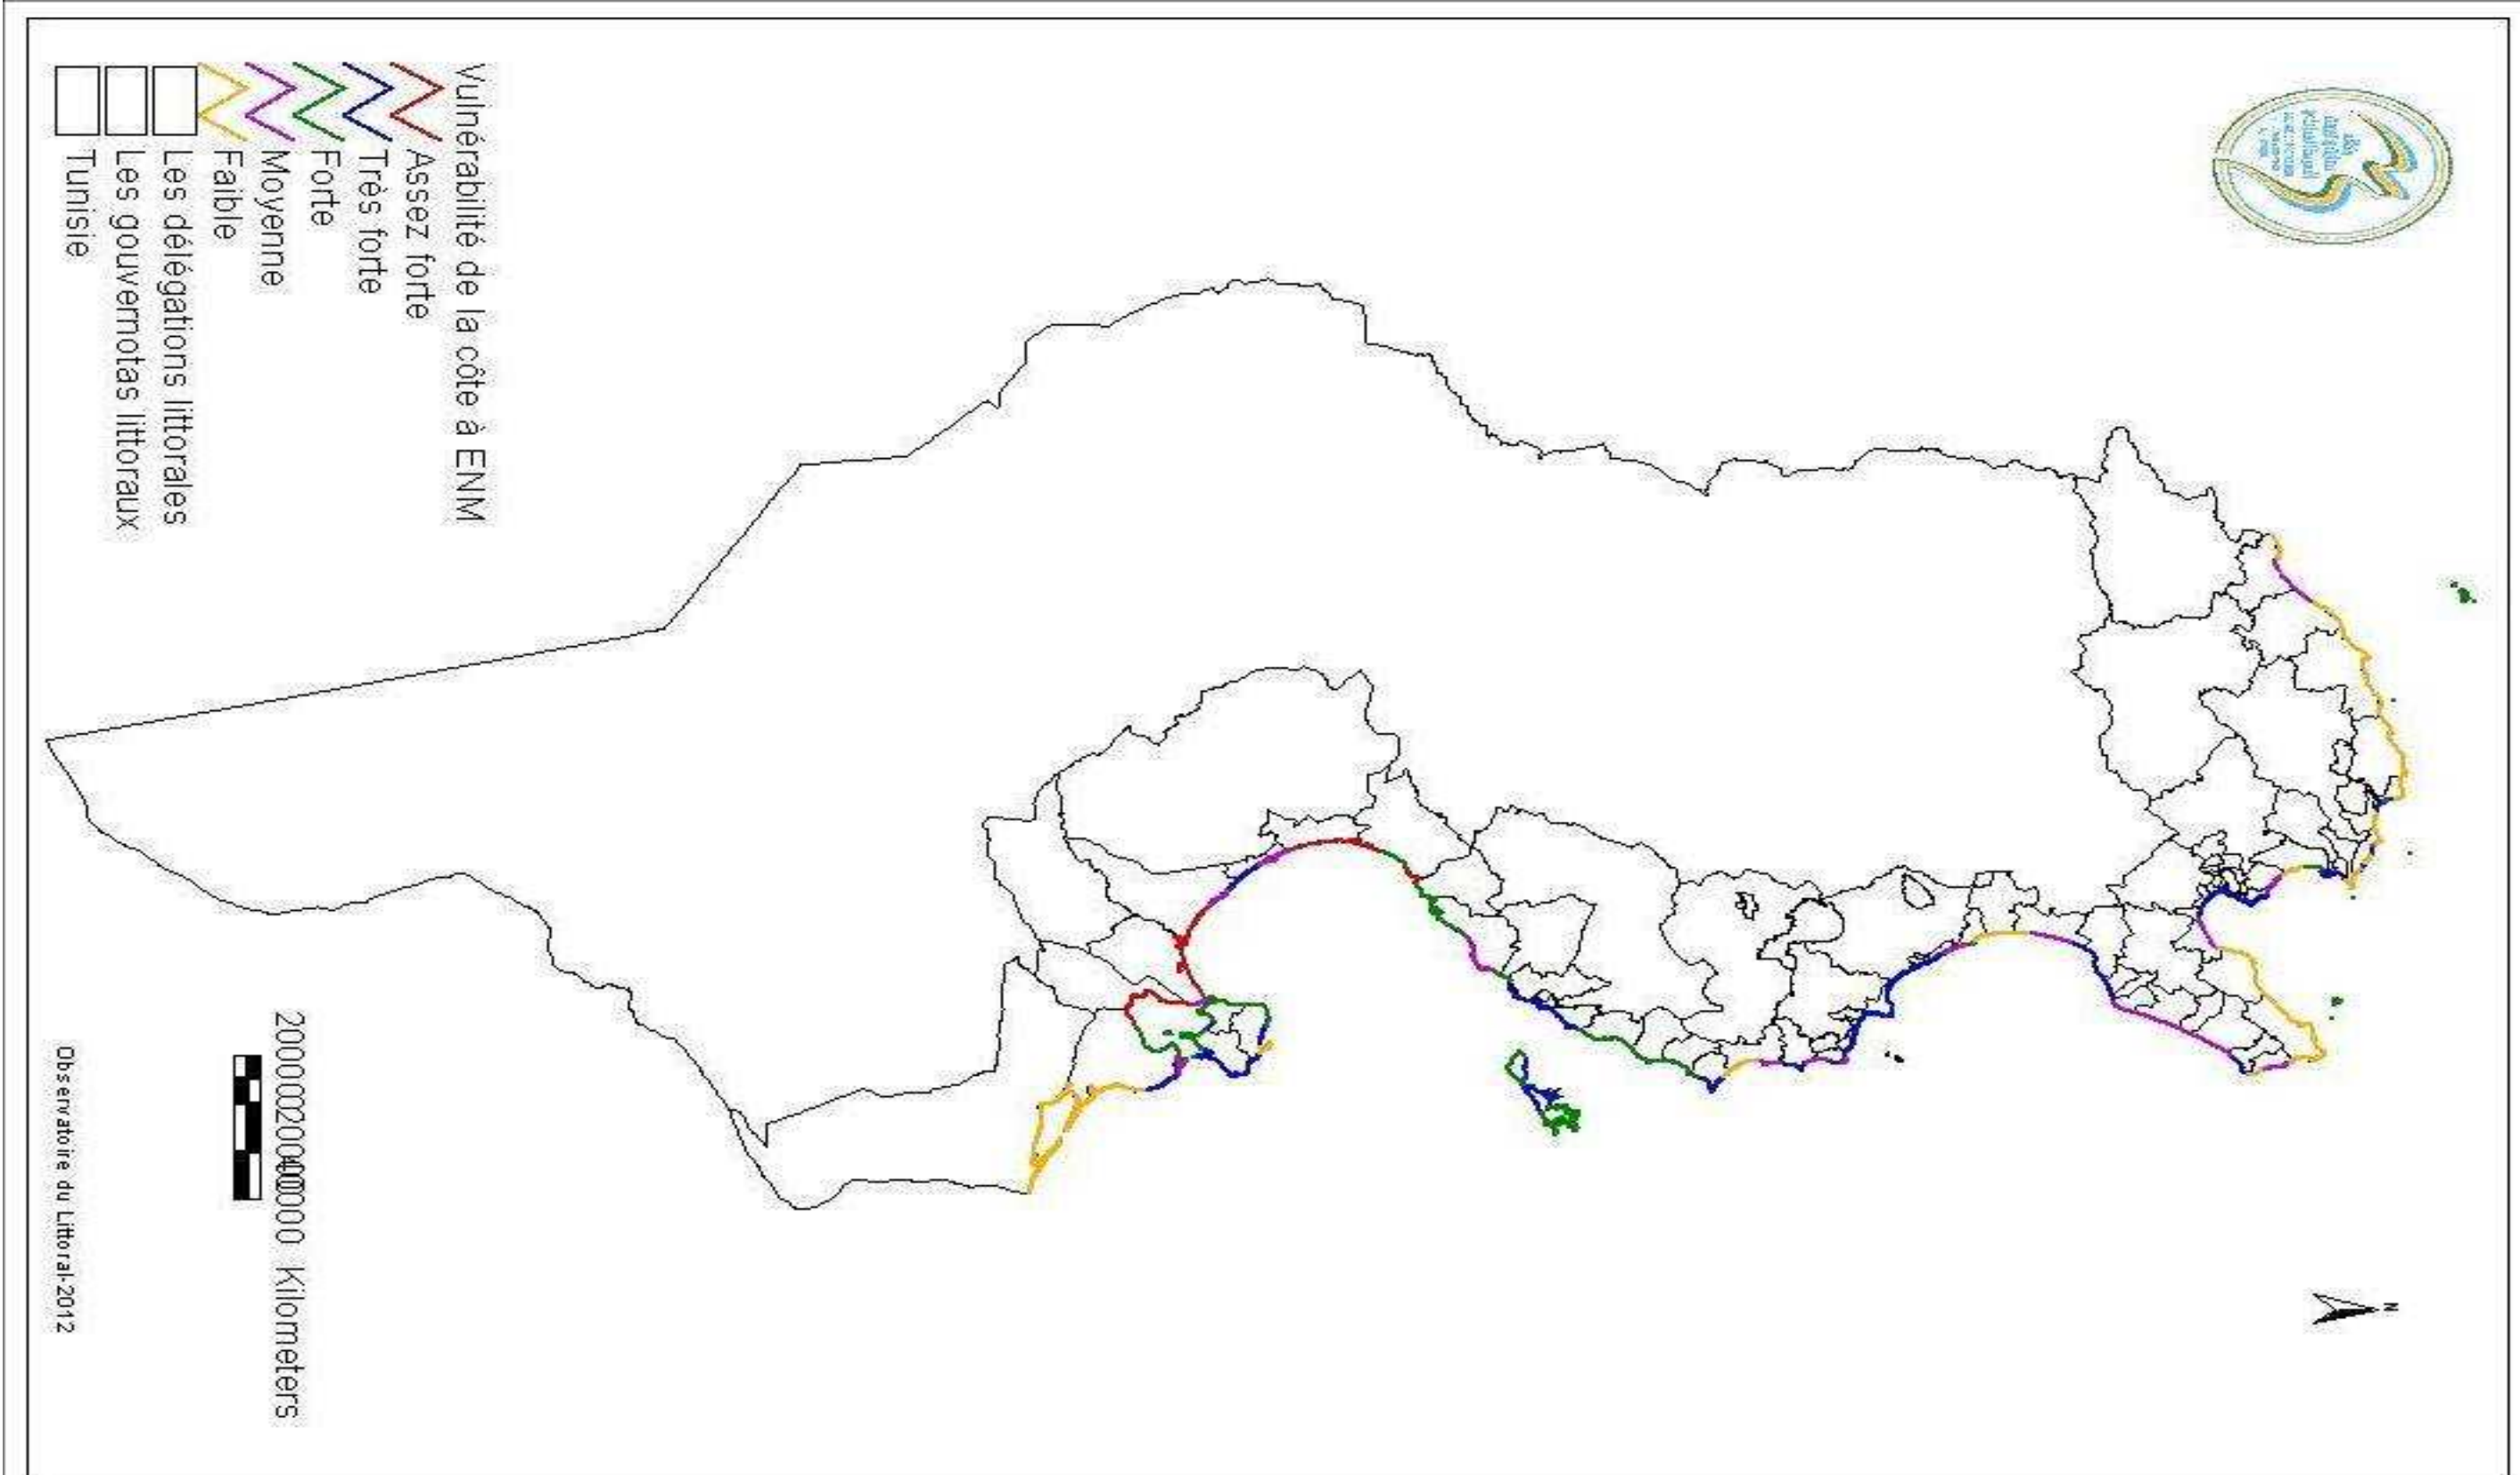 N
Vulnérabilité de la côte à ENM
Assez forte
Très forte
Forte
Moyenne
Faible
Les délégations littorales
Les gouvernotas littoraux
Tunisie
Kilometers
Observatoire du Littoral-2012